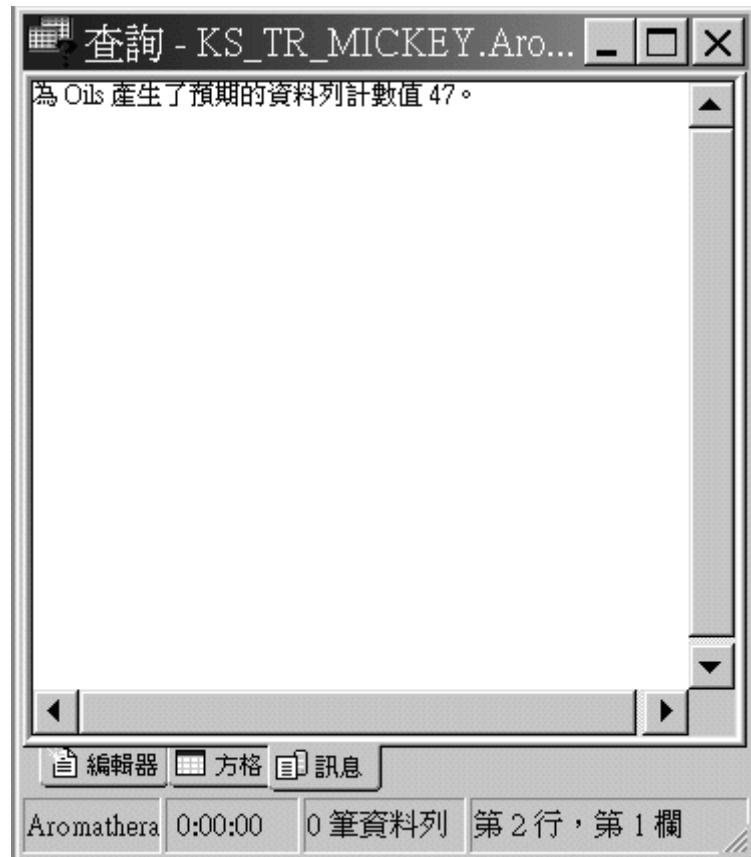 查詢 - KS_TR_MICKEY.Aro...
為 Oils 產生了預期的資料列計數值 47。
編輯器 方格 訊息
Aromathera 0:00:00 0 筆資料列 第 2 行，第 1 欄